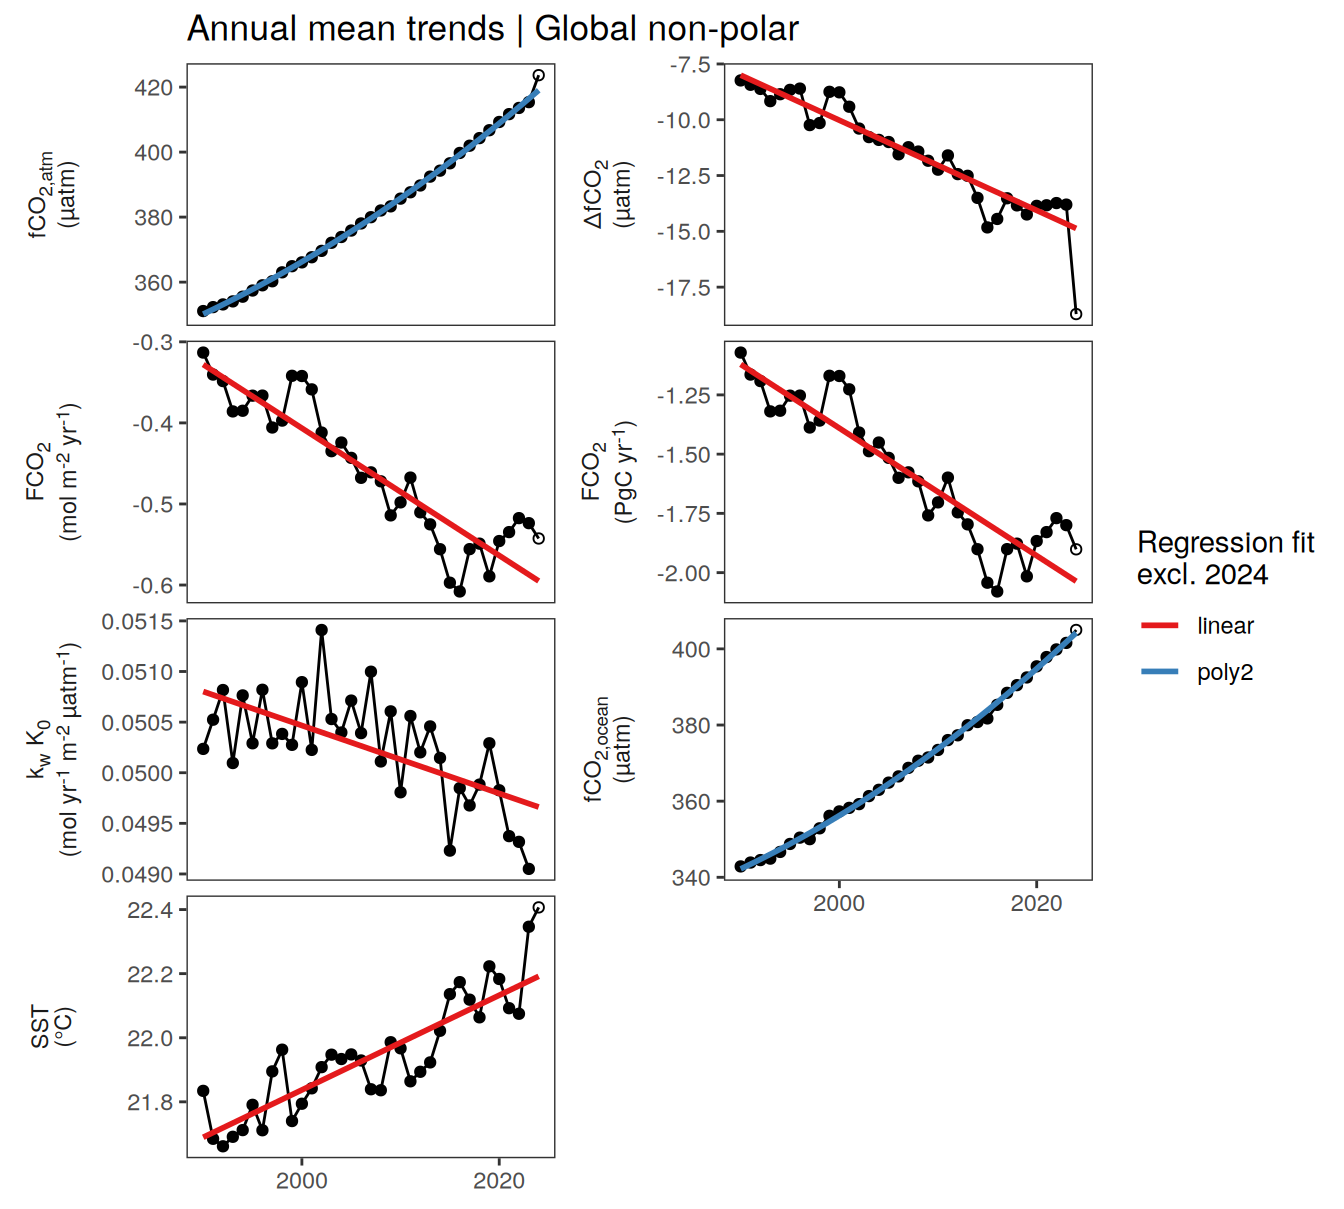 Annual mean trends | Global non-polar
fCO2,atm
(µatm)
420
400
380
360
ΔfCO2
(µatm)
-7.5
-10.0
-12.5
-15.0
-17.5
FCO2
(mol m-2 yr-1)
-0.3
-0.4
-0.5
-0.6
FCO2
(PgC yr-1)
-1.25
-1.50
-1.75
-2.00
kw K0
(mol yr-1 m-2 µatm-1)
0.0515
0.0510
0.0505
0.0500
0.0495
0.0490
fCO2,ocean
(µatm)
400
380
360
340
2000 2020
SST
(°C)
22.4
22.2
22.0
21.8
2000 2020
Regression fit
excl. 2024
linear
poly2